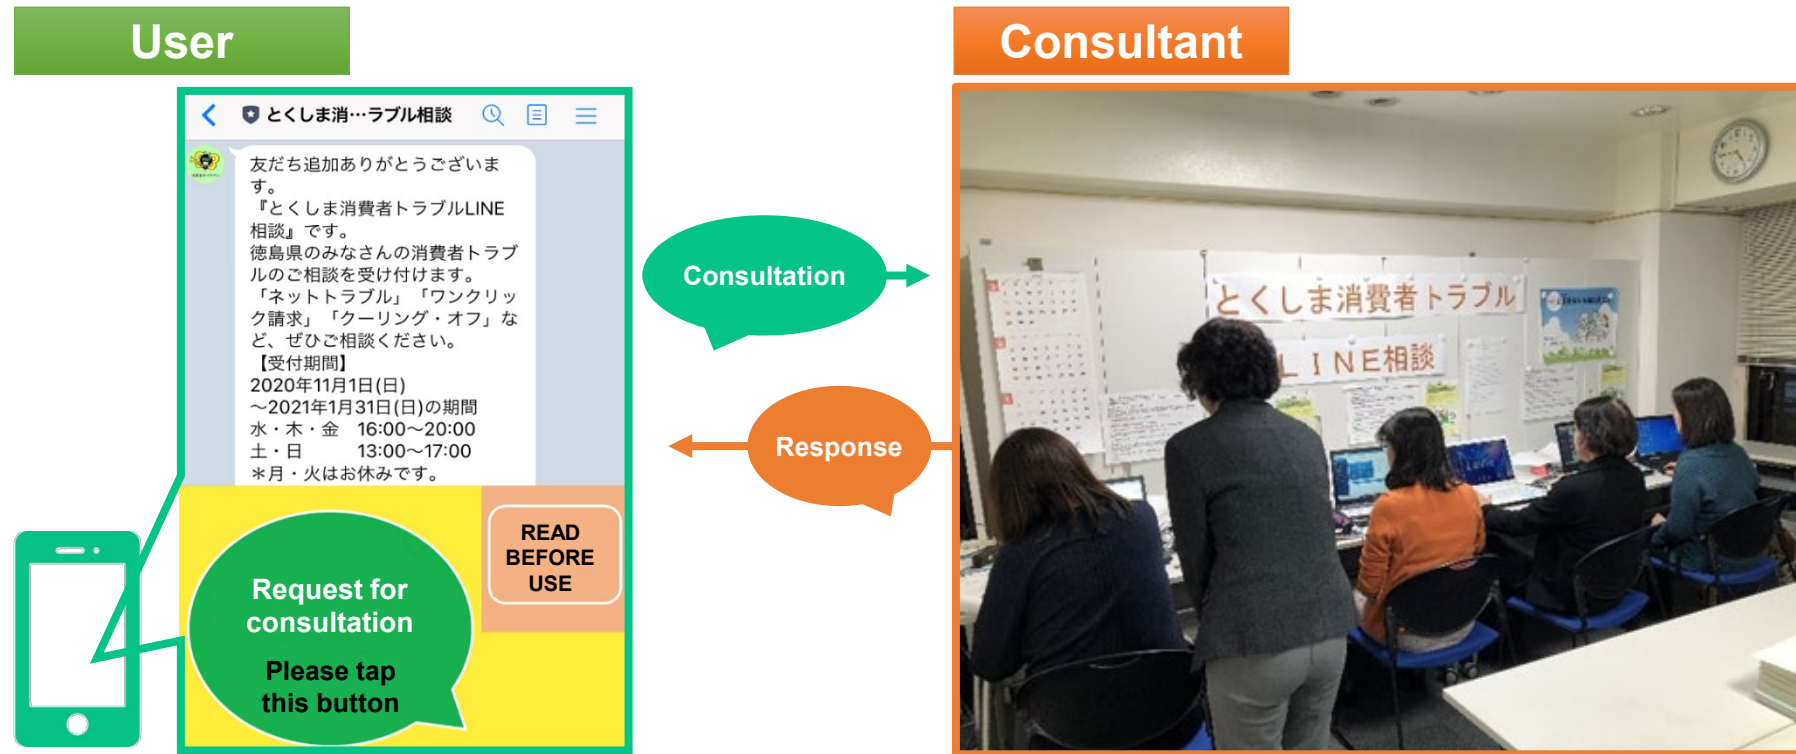 User
Consultant
とくしま消…ラブル相談
友だち追加ありがとうございま
す。
『とくしま消費者トラブルLINE
相談』です。
徳島県のみなさんの消費者トラブ
ルのご相談を受け付けます。
「ネットトラブル」「ワンクリッ
ク請求」「クーリング・オフ」な
ど、ぜひご相談ください。
【受付期間】
2020年11月1日(日)
～2021年1月31日(日)の期間
水・木・金 16:00～20:00
土・日 13:00～17:00
＊月・火はお休みです。
READ
BEFORE
USE
Request for
consultation
Please tap
this button
Consultation
Response
とくしま消費者トラブル
LINE相談